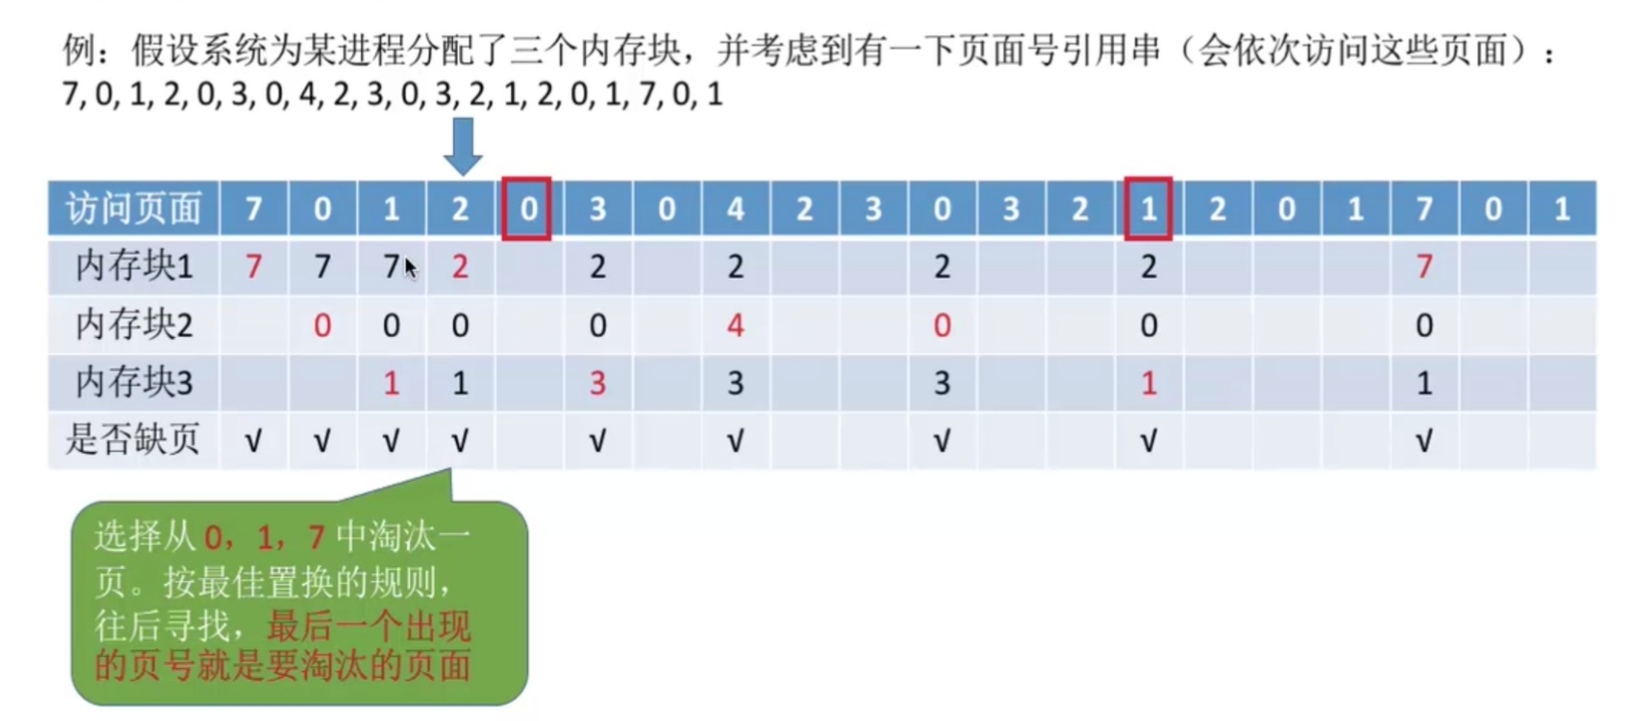 例：假设系统为某进程分配了三个内存块，并考虑到有一下页面号引用串（会依次访问这些页面）：
7, 0, 1, 2, 0, 3, 0, 4, 2, 3, 0, 3, 2, 1, 2, 0, 1, 7, 0, 1
访问页面 7 0 1 2 0 3 0 4 2 3 0 3 2 1 2 0 1 7 0 1
内存块1 7 7 7 2 2 2 2 2 7
内存块2 0 0 0 0 4 0 0 0
内存块3 1 1 3 3 3 1 1
是否缺页 √ √ √ √ √ √ √ √ √
选择从 0，1，7 中淘汰一
页。按最佳置换的规则，
往后寻找，最后一个出现
的页号就是要淘汰的页面